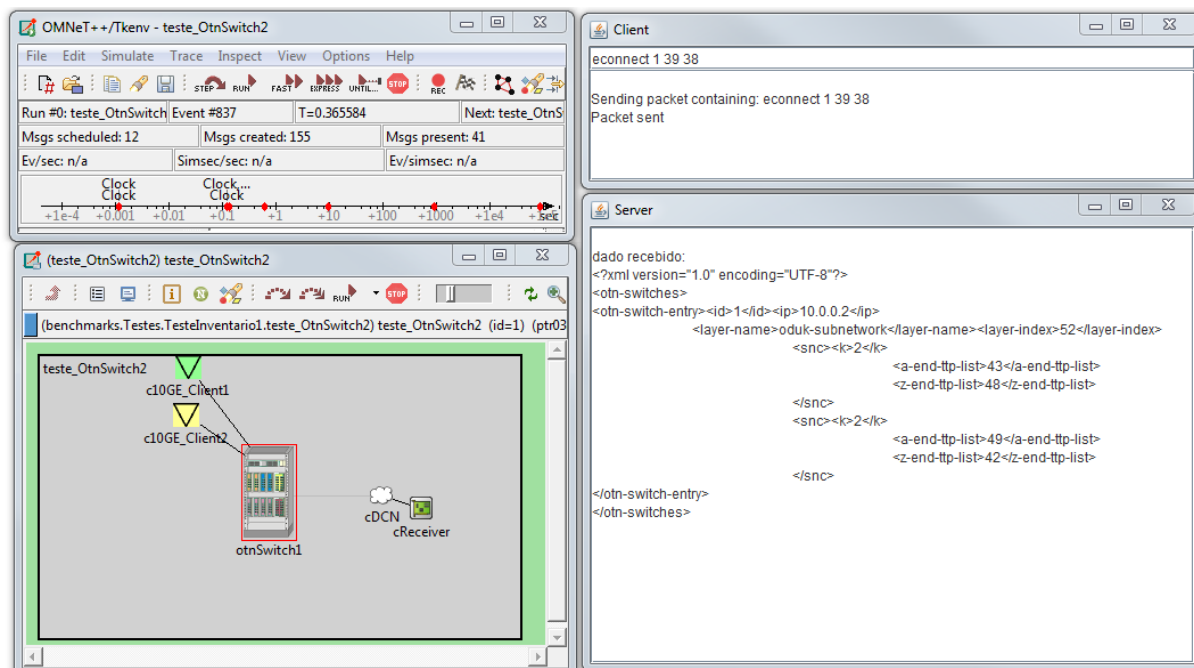 OMNeT++/Tkenv - teste_OtnSwitch2
File Edit Simulate Trace Inspect View Options Help
STEP RUN FAST EXPRESS UNTIL... STOP REC
Run #0: teste_OtnSwitch Event #837 T=0.365584 Next: teste_OtnS
Msgs scheduled: 12 Msgs created: 155 Msgs present: 41
Ev/sec: n/a Simsec/sec: n/a Ev/simsec: n/a
Clock Clock...
Clock Clock
+1e-4 +0.001 +0.01 +0.1 +1 +10 +100 +1000 +1e4 sec
(teste_OtnSwitch2) teste_OtnSwitch2
RUN STOP
(benchmarks.Testes.TesteInventario1.teste_OtnSwitch2) teste_OtnSwitch2 (id=1) (ptr03
teste_OtnSwitch2
c10GE_Client1
c10GE_Client2
otnSwitch1
cDCN
cReceiver
Client
econnect 1 39 38
Sending packet containing: econnect 1 39 38
Packet sent
Server
dado recebido:
<?xml version="1.0" encoding="UTF-8"?>
<otn-switches>
<otn-switch-entry><id>1</id><ip>10.0.0.2</ip>
<layer-name>oduk-subnetwork</layer-name><layer-index>52</layer-index>
<snc><k>2</k>
<a-end-ttp-list>43</a-end-ttp-list>
<z-end-ttp-list>48</z-end-ttp-list>
</snc>
<snc><k>2</k>
<a-end-ttp-list>49</a-end-ttp-list>
<z-end-ttp-list>42</z-end-ttp-list>
</snc>
</otn-switch-entry>
</otn-switches>